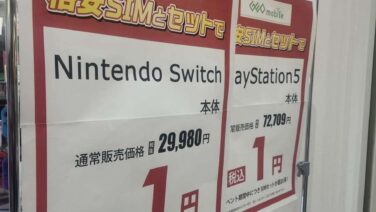 格安SIMとセットで
Nintendo Switch
本体
通常販売価格 29,980円
1円
mobile
安SIMとセットで
ayStation5
本体
常販売価格 72,709円
税込
1円